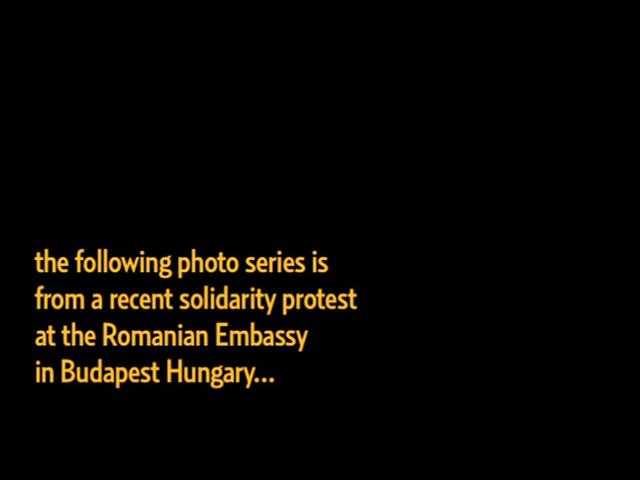 the following photo series is
from a recent solidarity protest
at the Romanian Embassy
in Budapest Hungary...